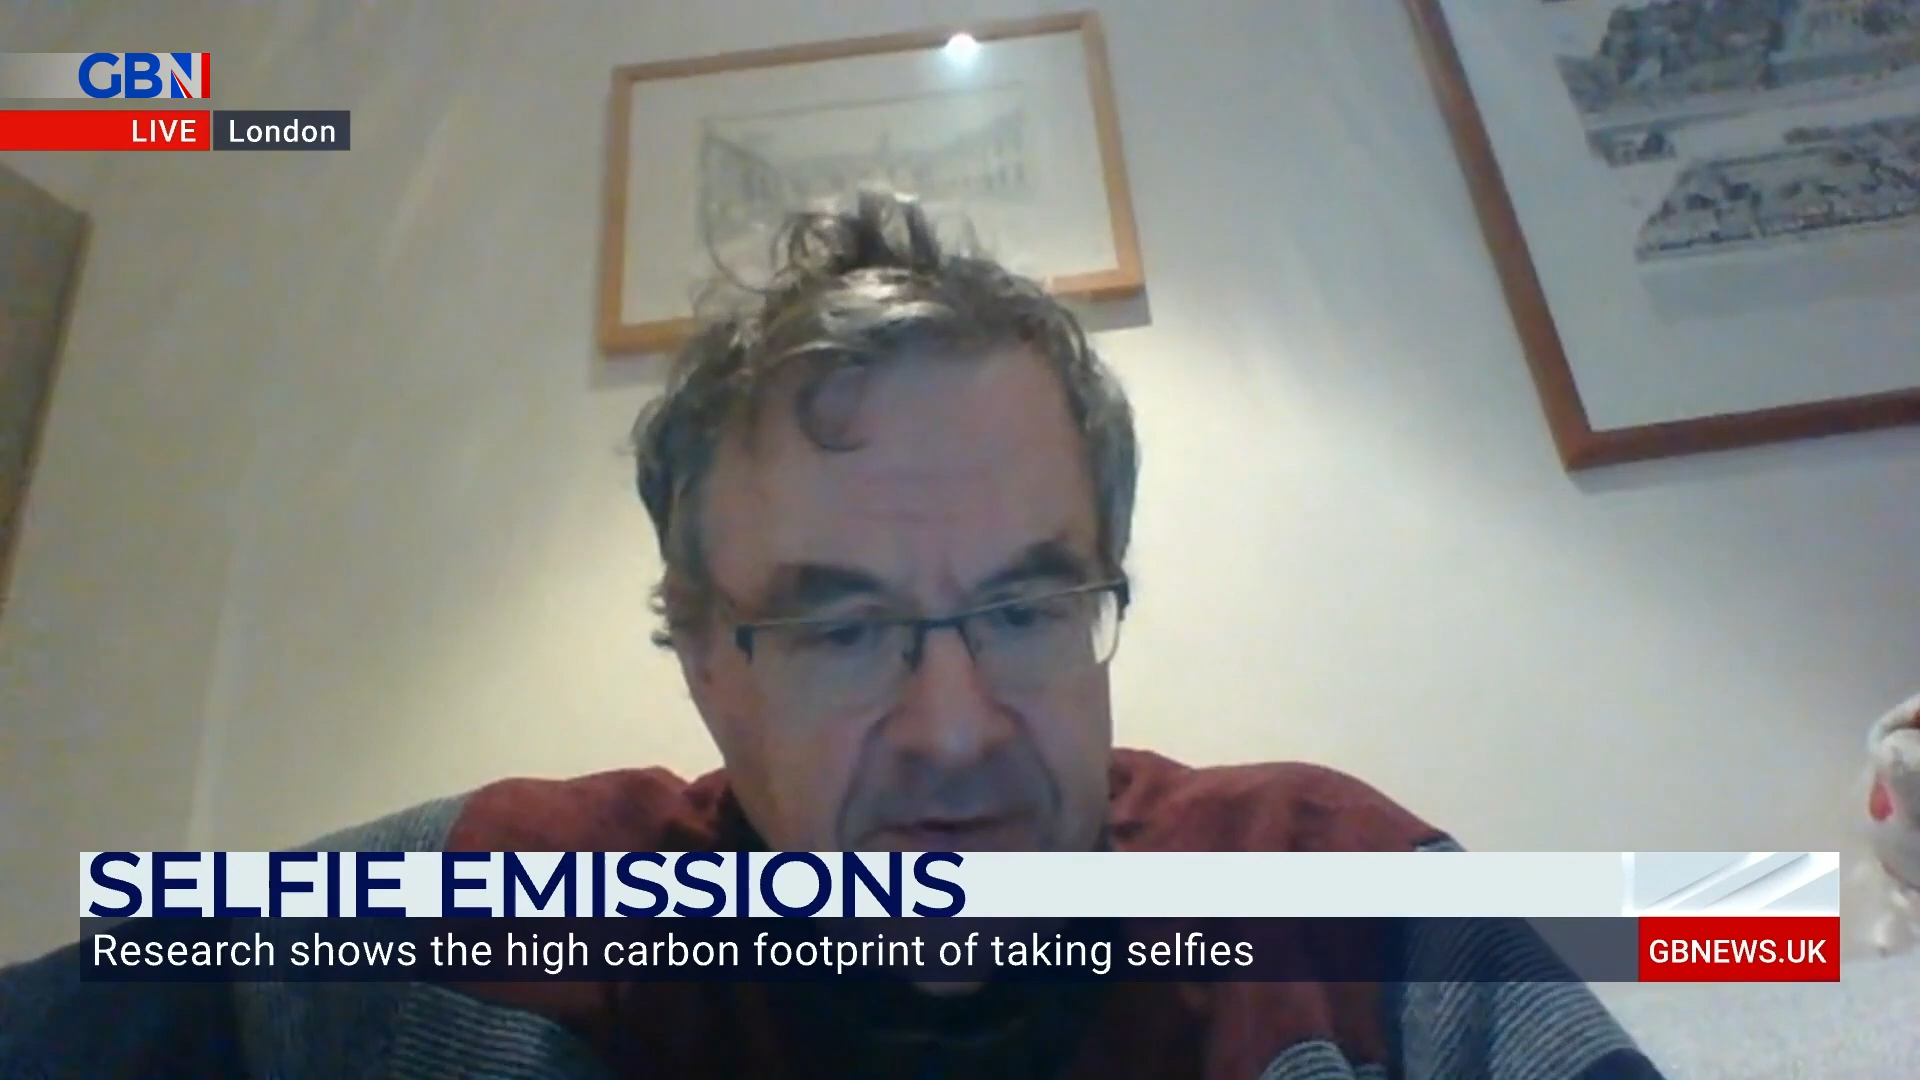 GBN
LIVE London
SELFIE EMISSIONS
Research shows the high carbon footprint of taking selfies
GBNEWS.UK